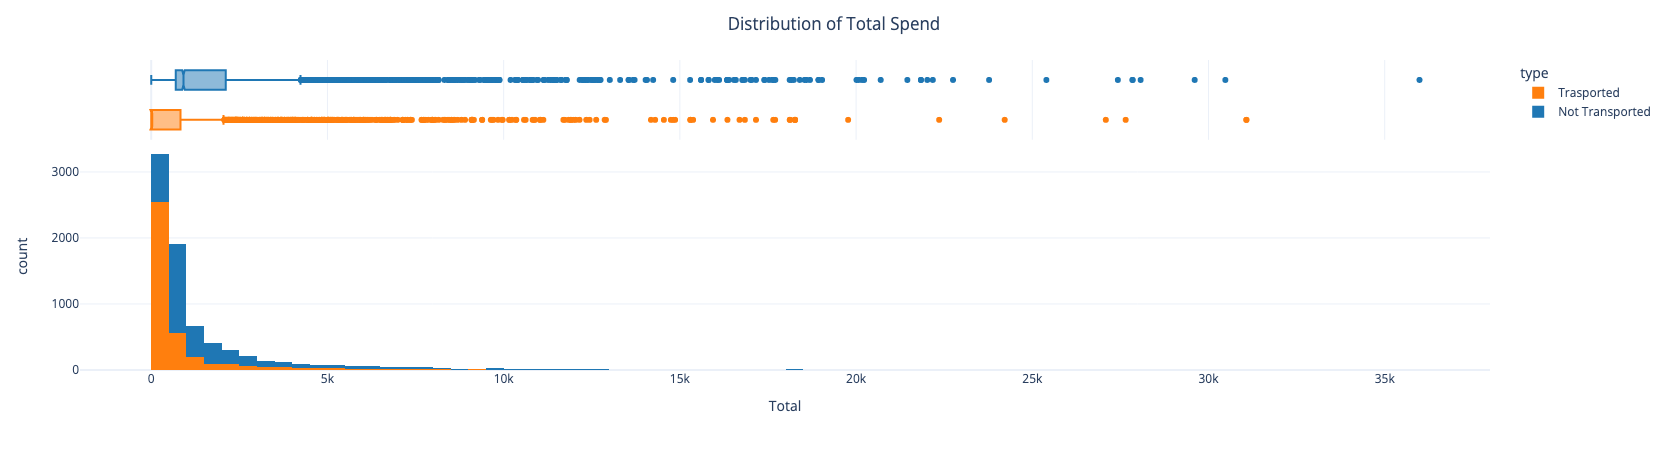 Distribution of Total Spend
type
Trasported
Not Transported
count
3000
2000
1000
0
0 5k 10k 15k 20k 25k 30k 35k
Total